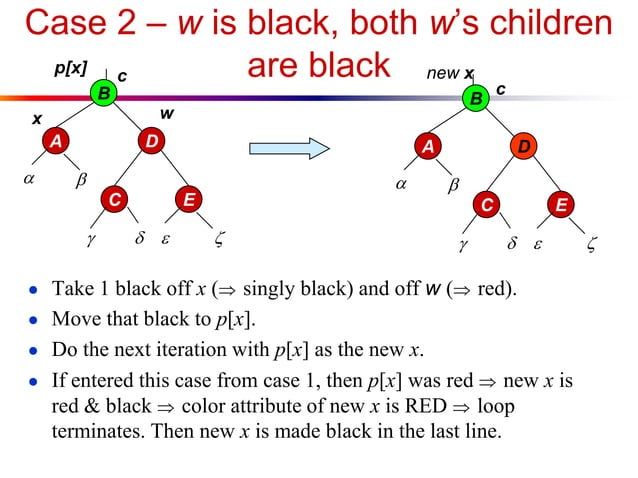 Case 2 – w is black, both w’s children
are black
p[x]
c
B
x
w
A
D
α
β
C
E
γ
δ
ε
ζ
new x
c
B
A
D
α
β
C
E
γ
δ
ε
ζ
● Take 1 black off x (⇒ singly black) and off w (⇒ red).
● Move that black to p[x].
● Do the next iteration with p[x] as the new x.
● If entered this case from case 1, then p[x] was red ⇒ new x is
red & black ⇒ color attribute of new x is RED ⇒ loop
terminates. Then new x is made black in the last line.